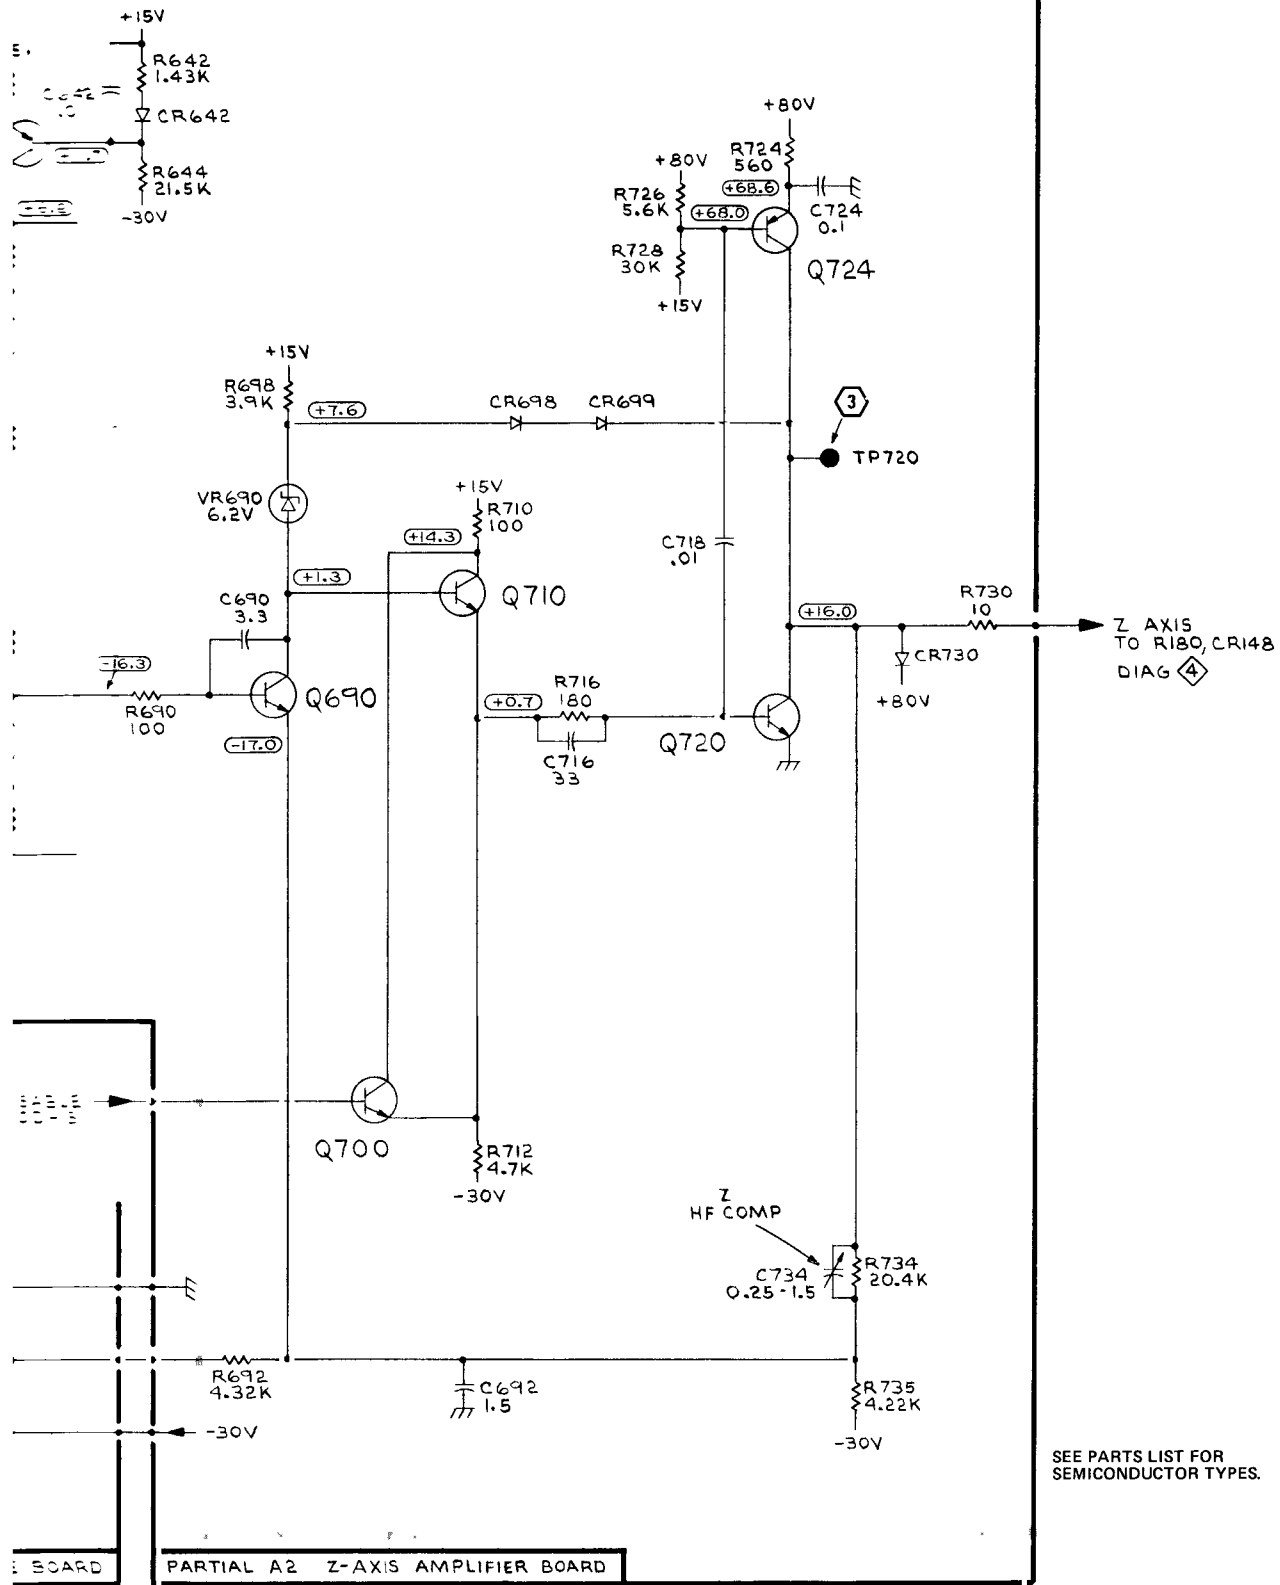 +15V
R642
1.43K
CR642
R644
21.5K
-30V
+80V
R724
560
+80V
+68.6
R726
5.6K
+68.0
C724
0.1
R728
30K
Q724
+15V
+15V
R698
3.9K
+7.6
CR698
CR699
3
TP720
VR690
6.2V
+15V
R710
100
+14.3
C718
.01
+1.3
Q710
C690
3.3
+16.0
R730
10
Z AXIS
TO R180, CR148
DIAG 4
CR730
+80V
-16.3
R690
100
Q690
-17.0
+0.7
R716
180
C716
33
Q720
Q700
R712
4.7K
-30V
Z
HF COMP
C734
0.25-1.5
R734
20.4K
R692
4.32K
C692
1.5
R735
4.22K
-30V
-30V
SEE PARTS LIST FOR
SEMICONDUCTOR TYPES.
BOARD
PARTIAL A2 Z-AXIS AMPLIFIER BOARD